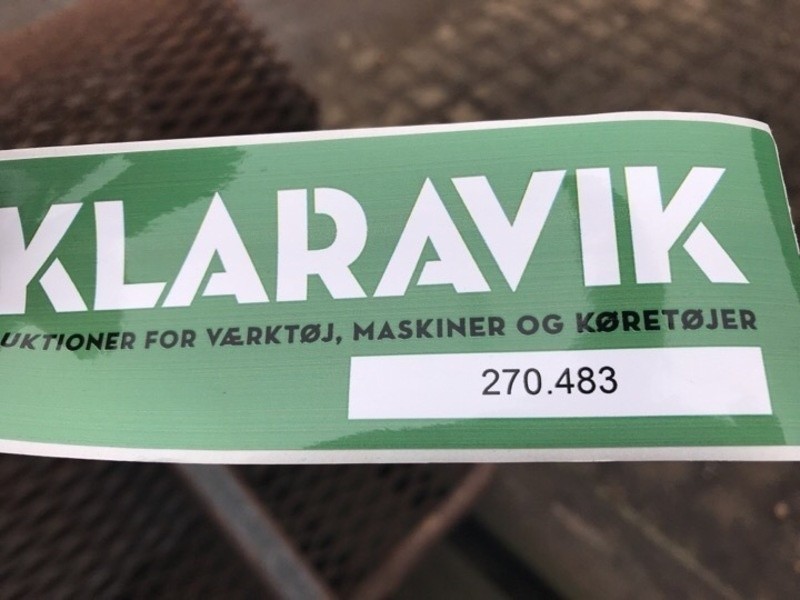 KLARAVIK
UKTIONER FOR VÆRKTØJ, MASKINER OG KØRETØJER
270.483